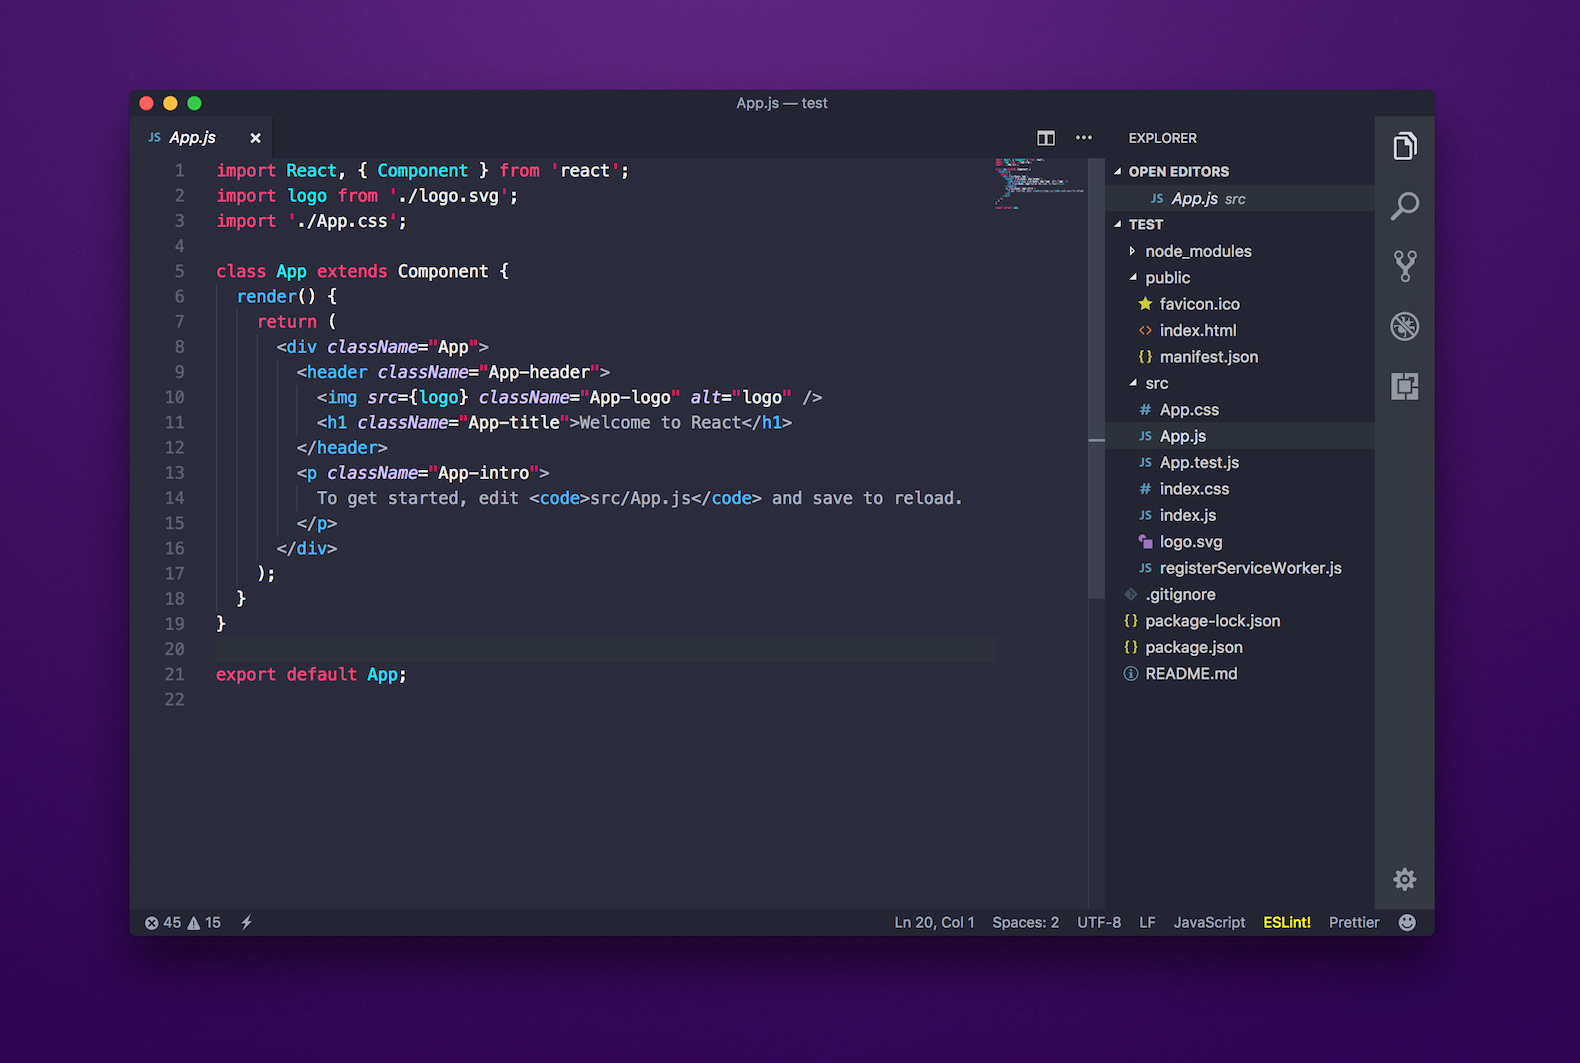 App.js — test
JS App.js ×
1 import React, { Component } from 'react';
2 import logo from './logo.svg';
3 import './App.css';
4
5 class App extends Component {
6 render() {
7 return (
8 <div className="App">
9 <header className="App-header">
10 <img src={logo} className="App-logo" alt="logo" />
11 <h1 className="App-title">Welcome to React</h1>
12 </header>
13 <p className="App-intro">
14 To get started, edit <code>src/App.js</code> and save to reload.
15 </p>
16 </div>
17 );
18 }
19 }
20
21 export default App;
22
EXPLORER
OPEN EDITORS
JS App.js src
TEST
node_modules
public
favicon.ico
<> index.html
{} manifest.json
src
# App.css
JS App.js
JS App.test.js
# index.css
JS index.js
logo.svg
JS registerServiceWorker.js
.gitignore
{} package-lock.json
{} package.json
README.md
45 15
Ln 20, Col 1 Spaces: 2 UTF-8 LF JavaScript ESLint! Prettier